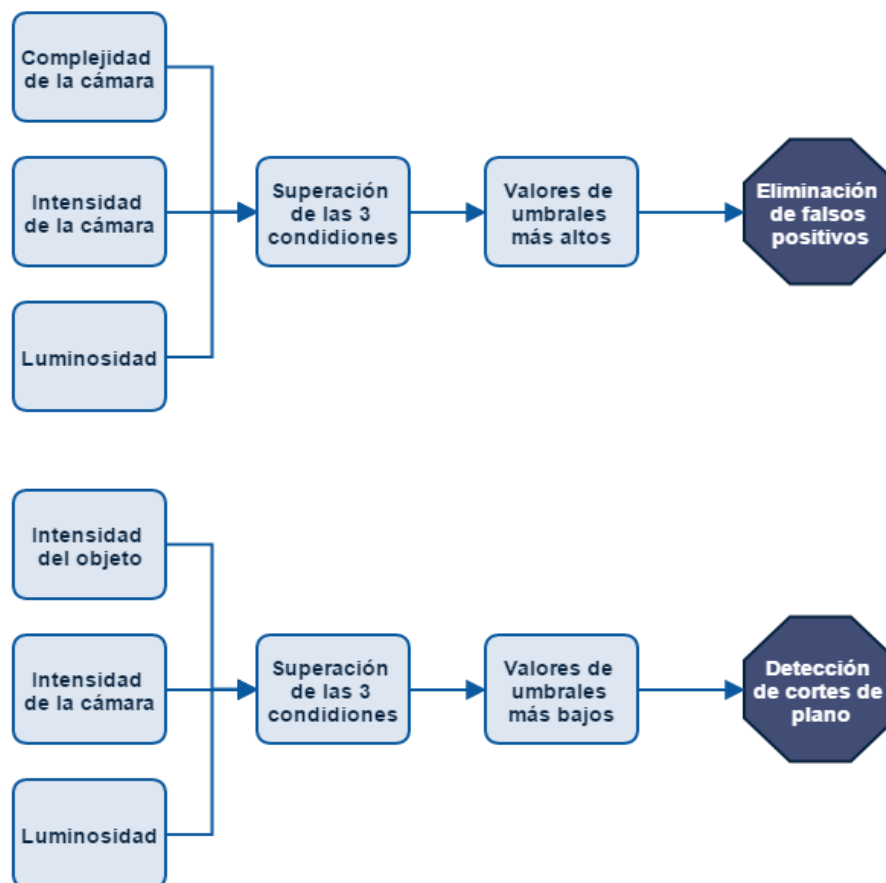 Complejidad
de la cámara
Intensidad
de la cámara
Luminosidad
Superación
de las 3
condidiones
Valores de
umbrales
más altos
Eliminación
de falsos
positivos
Intensidad
del objeto
Intensidad
de la cámara
Luminosidad
Superación
de las 3
condidiones
Valores de
umbrales
más bajos
Detección
de cortes de
plano